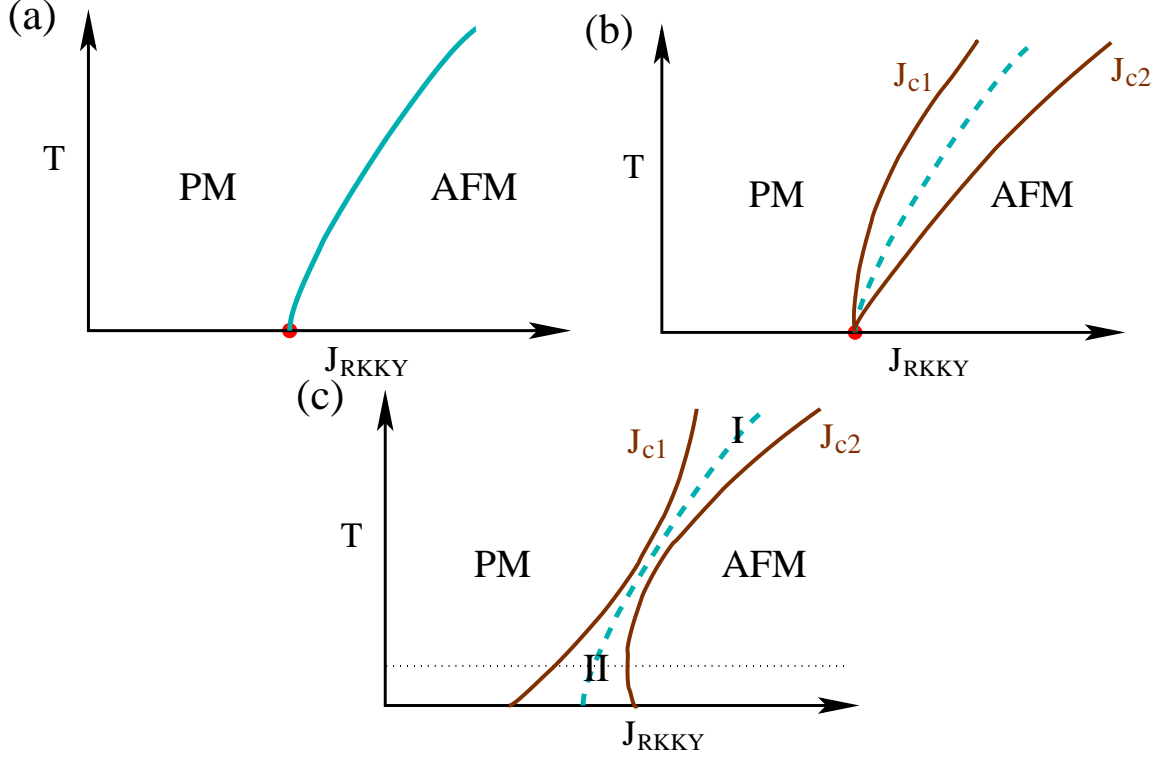 (a)
T
PM
AFM
J_RKKY
(b)
J_c1
J_c2
T
PM
AFM
J_RKKY
(c)
J_c1
I
J_c2
T
PM
AFM
II
J_RKKY